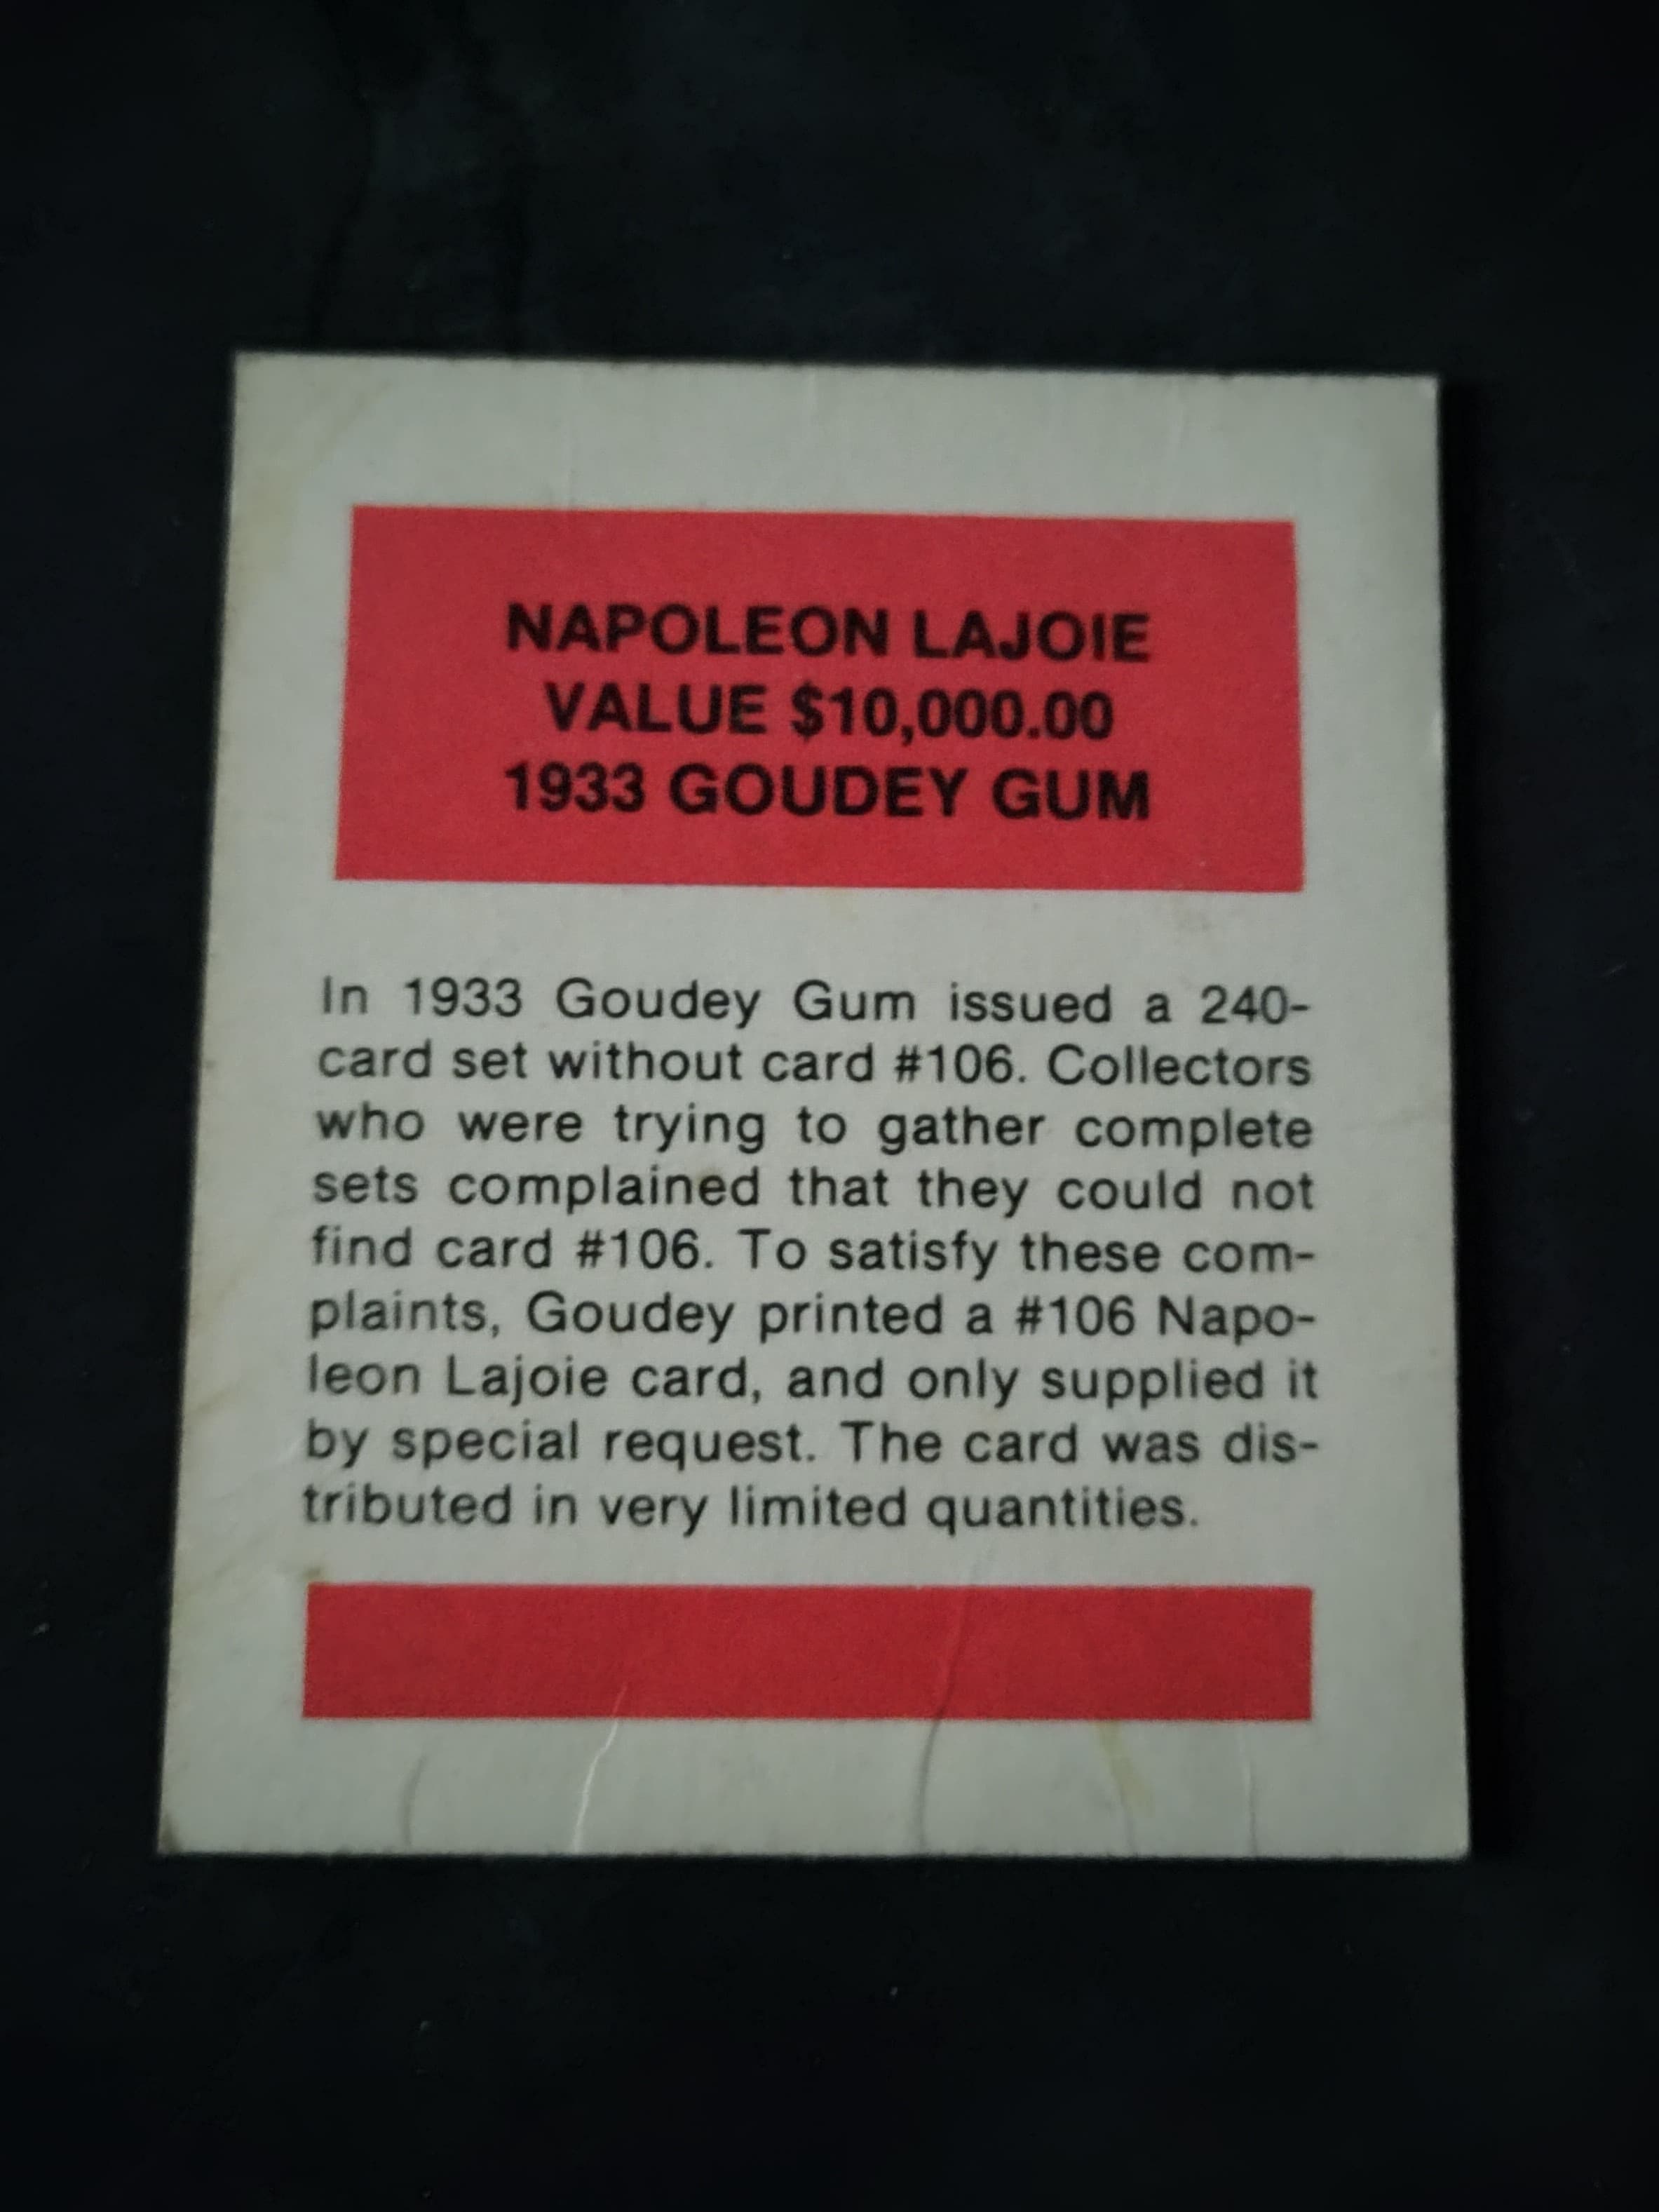 NAPOLEON LAJOIE
VALUE $10,000.00
1933 GOUDEY GUM
In 1933 Goudey Gum issued a 240-
card set without card #106. Collectors
who were trying to gather complete
sets complained that they could not
find card #106. To satisfy these com-
plaints, Goudey printed a #106 Napo-
leon Lajoie card, and only supplied it
by special request. The card was dis-
tributed in very limited quantities.